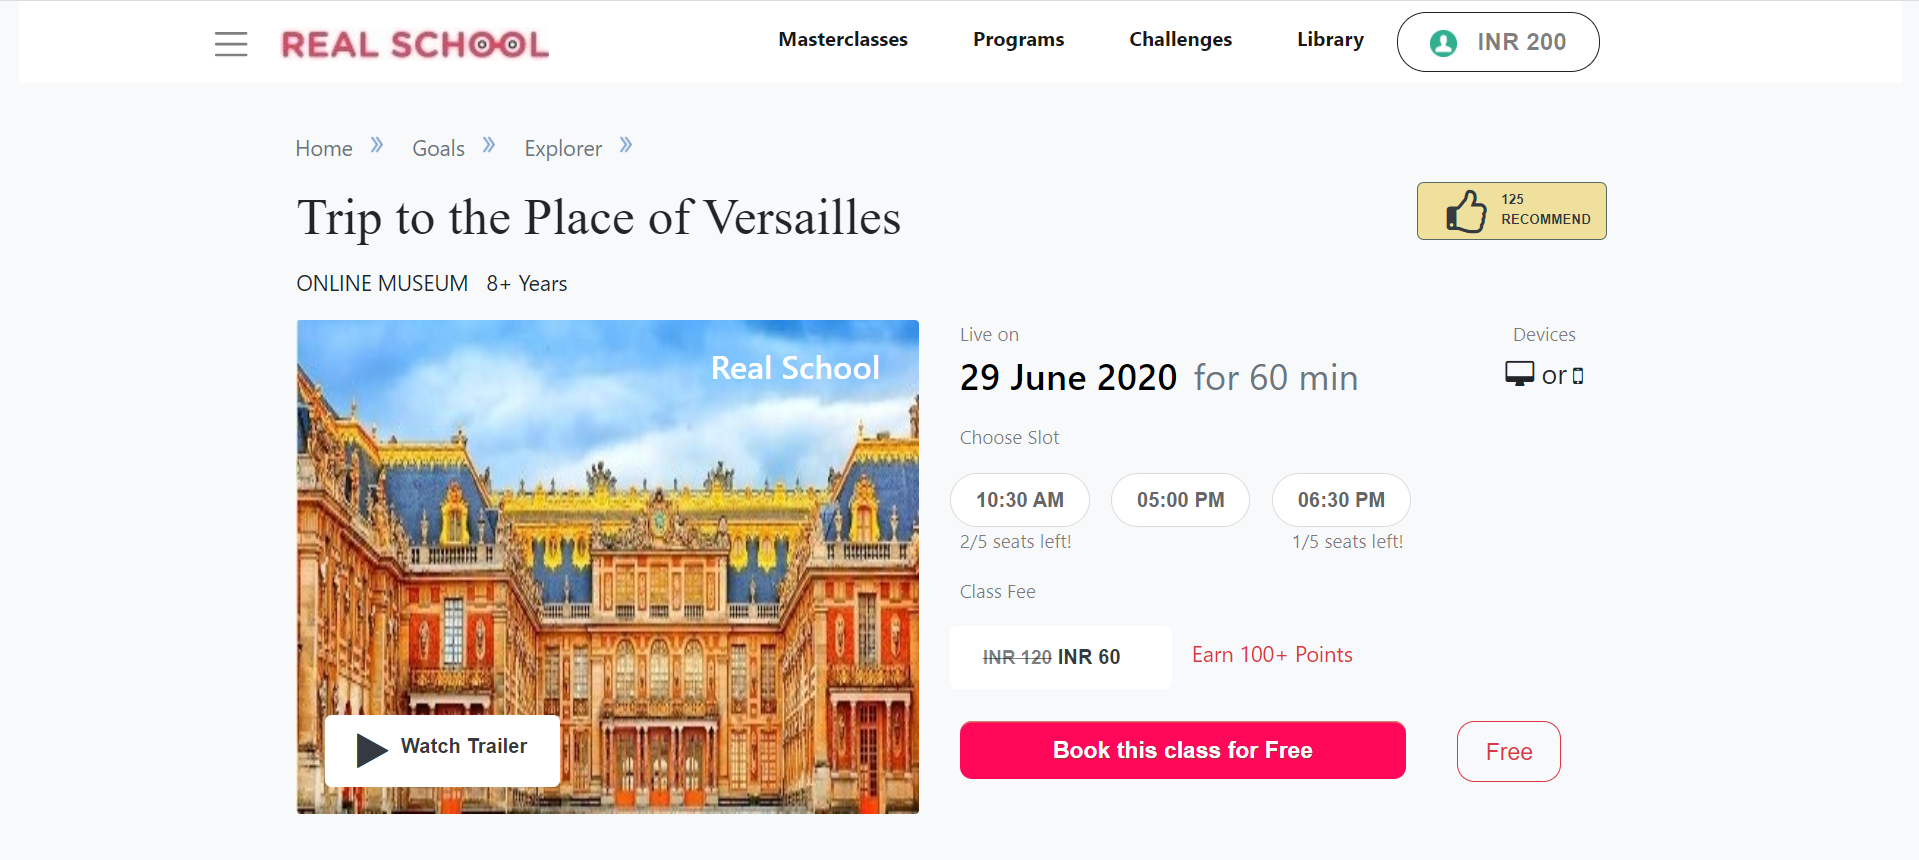 REAL SCHOOL
Masterclasses Programs Challenges Library INR 200
Home » Goals » Explorer »
Trip to the Place of Versailles
125
RECOMMEND
ONLINE MUSEUM 8+ Years
Real School
Watch Trailer
Live on
29 June 2020 for 60 min
Devices
or
Choose Slot
10:30 AM 05:00 PM 06:30 PM
2/5 seats left! 1/5 seats left!
Class Fee
INR 120 INR 60 Earn 100+ Points
Book this class for Free Free